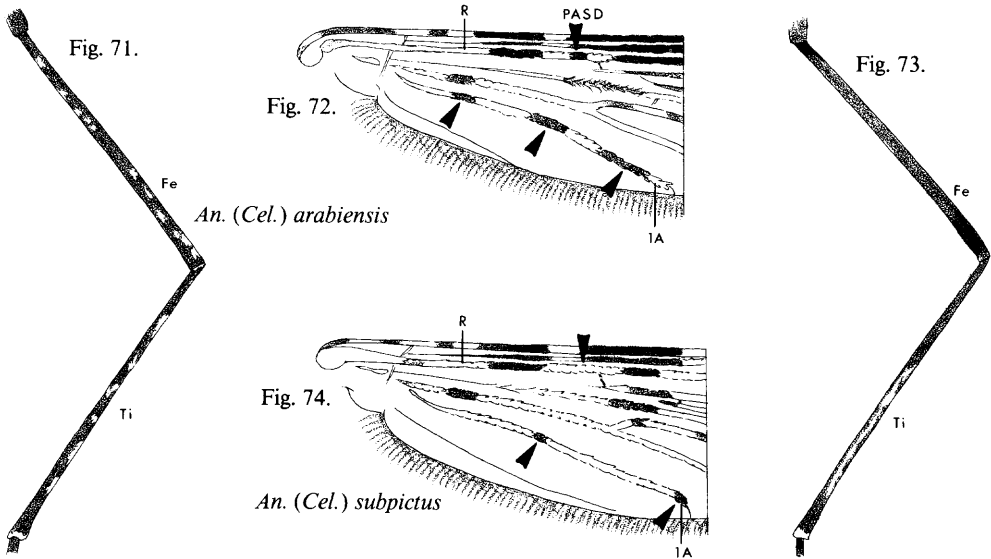 Fig. 71.
Fe
Ti
R
PASD
Fig. 72.
1A
An. (Cel.) arabiensis
Fig. 73.
Fe
Ti
R
Fig. 74.
1A
An. (Cel.) subpictus